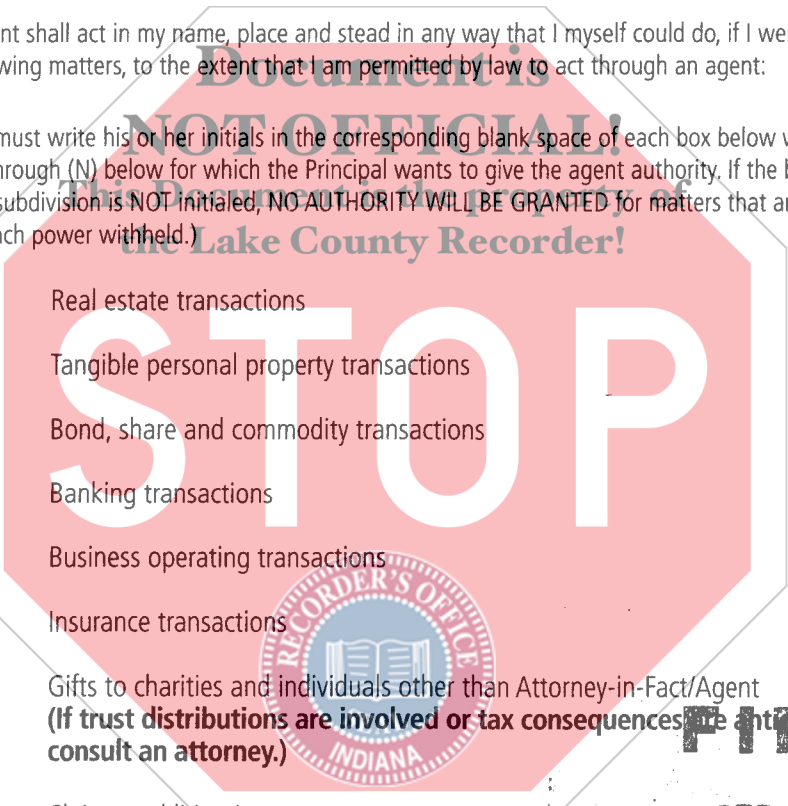 nt shall act in my name, place and stead in any way that I myself could do, if I wer
wing matters, to the extent that I am permitted by law to act through an agent:
Document is
NOT OFFICIAL!
This Document is the property of
the Lake County Recorder!
must write his or her initials in the corresponding blank space of each box below
hrough (N) below for which the Principal wants to give the agent authority. If the b
subdivision is NOT initialed, NO AUTHORITY WILL BE GRANTED for matters that ar
ch power withheld.)
STOP
Real estate transactions
Tangible personal property transactions
Bond, share and commodity transactions
Banking transactions
Business operating transactions
Insurance transactions
RECORDER'S OFFICE
INDIANA
Gifts to charities and individuals other than Attorney-in-Fact/Agent
(If trust distributions are involved or tax consequences are anti
consult an attorney.)